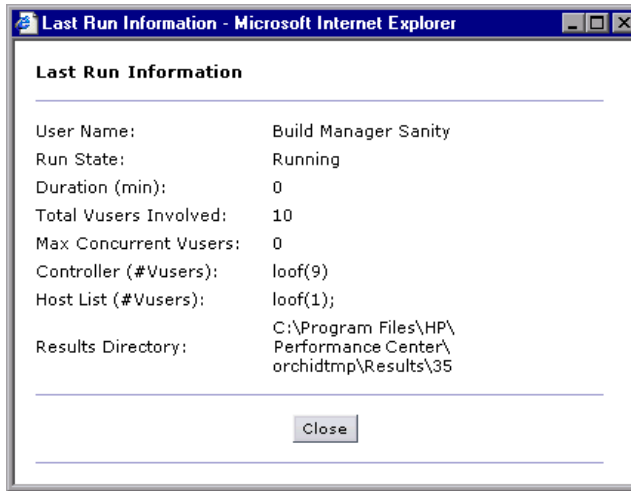 Last Run Information - Microsoft Internet Explorer
Last Run Information
User Name: Build Manager Sanity
Run State: Running
Duration (min): 0
Total Vusers Involved: 10
Max Concurrent Vusers: 0
Controller (#Vusers): loof(9)
Host List (#Vusers): loof(1);
Results Directory: C:\Program Files\HP\
Performance Center\
orchidtmp\Results\35
Close